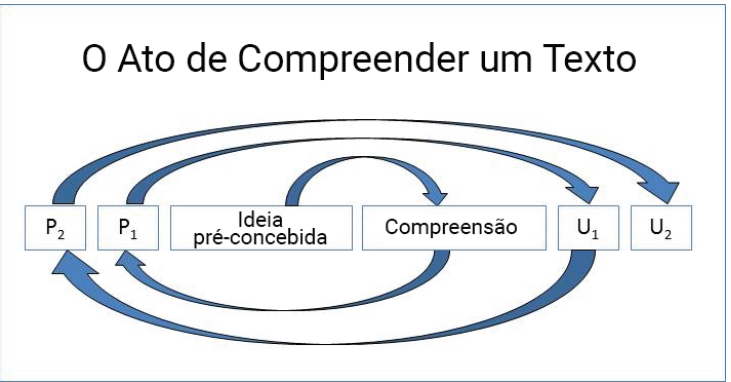 O Ato de Compreender um Texto
P₂
P₁
Ideia
pré-concebida
Compreensão
U₁
U₂